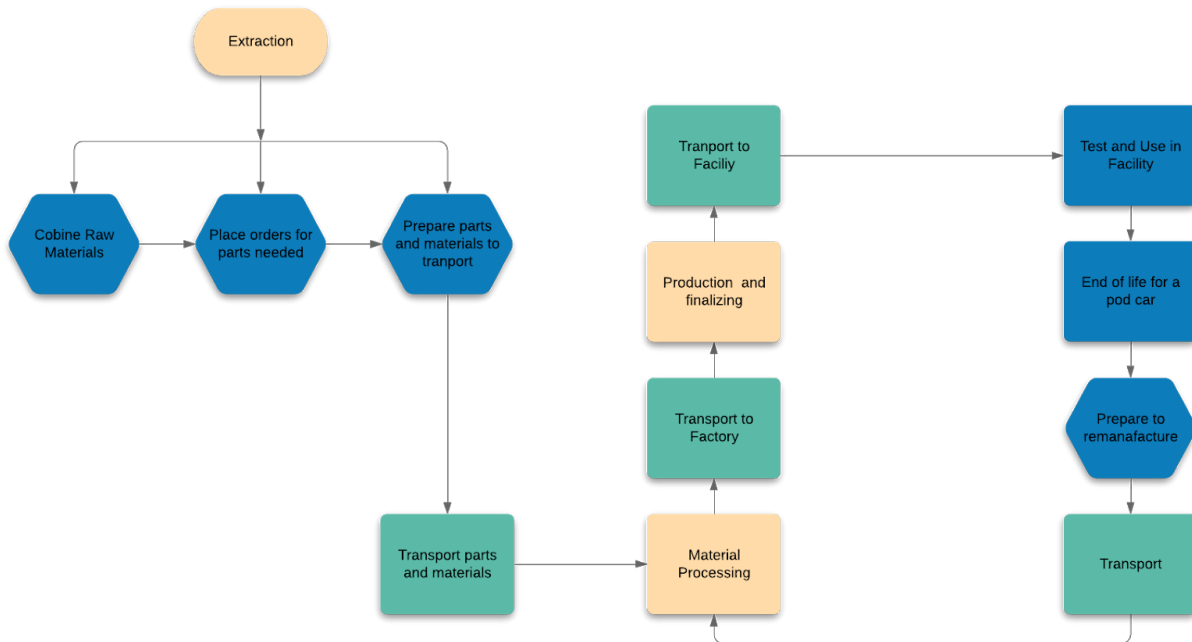 Extraction
Cobine Raw
Materials
Place orders for
parts needed
Prepare parts
and materials to
tranport
Transport parts
and materials
Material
Processing
Transport to
Factory
Production and
finalizing
Tranport to
Faciliy
Test and Use in
Facility
End of life for a
pod car
Prepare to
remanafacture
Transport